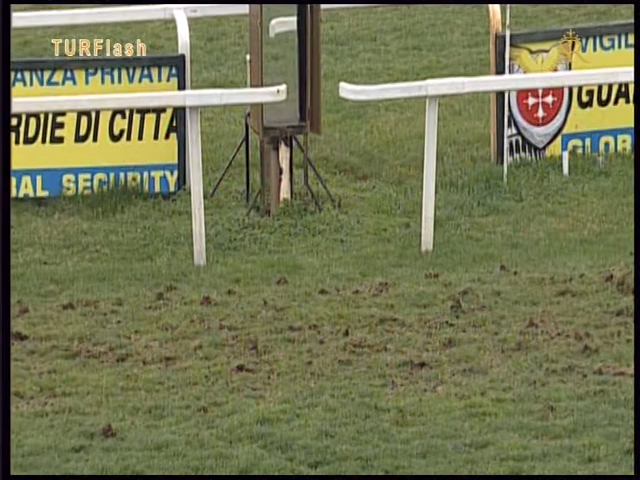 TURFlash
ANZA PRIVATA
RDIE DI CITTA
BAL SECURITY
VIGIL
GUA
GLOB